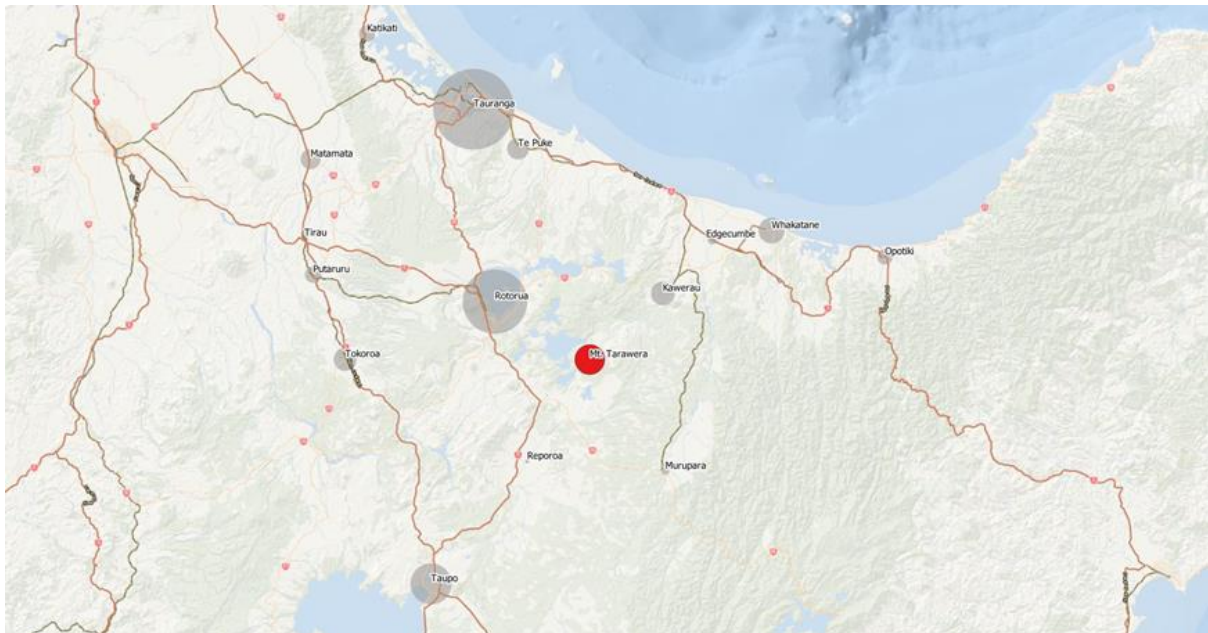 Katikati
Tauranga
Te Puke
Matamata
Whakatane
Tirau
Edgecumbe
Opotiki
Putaruru
Rotorua
Kawerau
Mt. Tarawera
Tokoroa
Reporoa
Murupara
Taupo